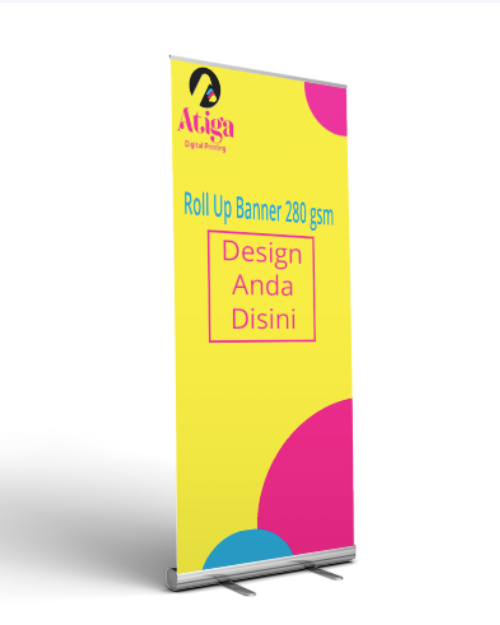 Atiga
Digital Printing
Roll Up Banner 280 gsm
Design
Anda
Disini